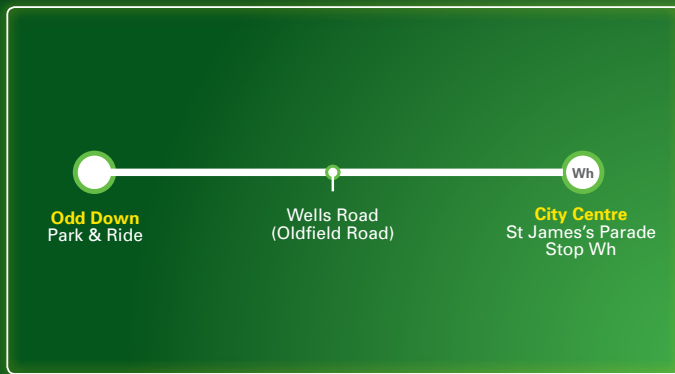 Wh
Odd Down
Park & Ride
Wells Road
(Oldfield Road)
City Centre
St James's Parade
Stop Wh